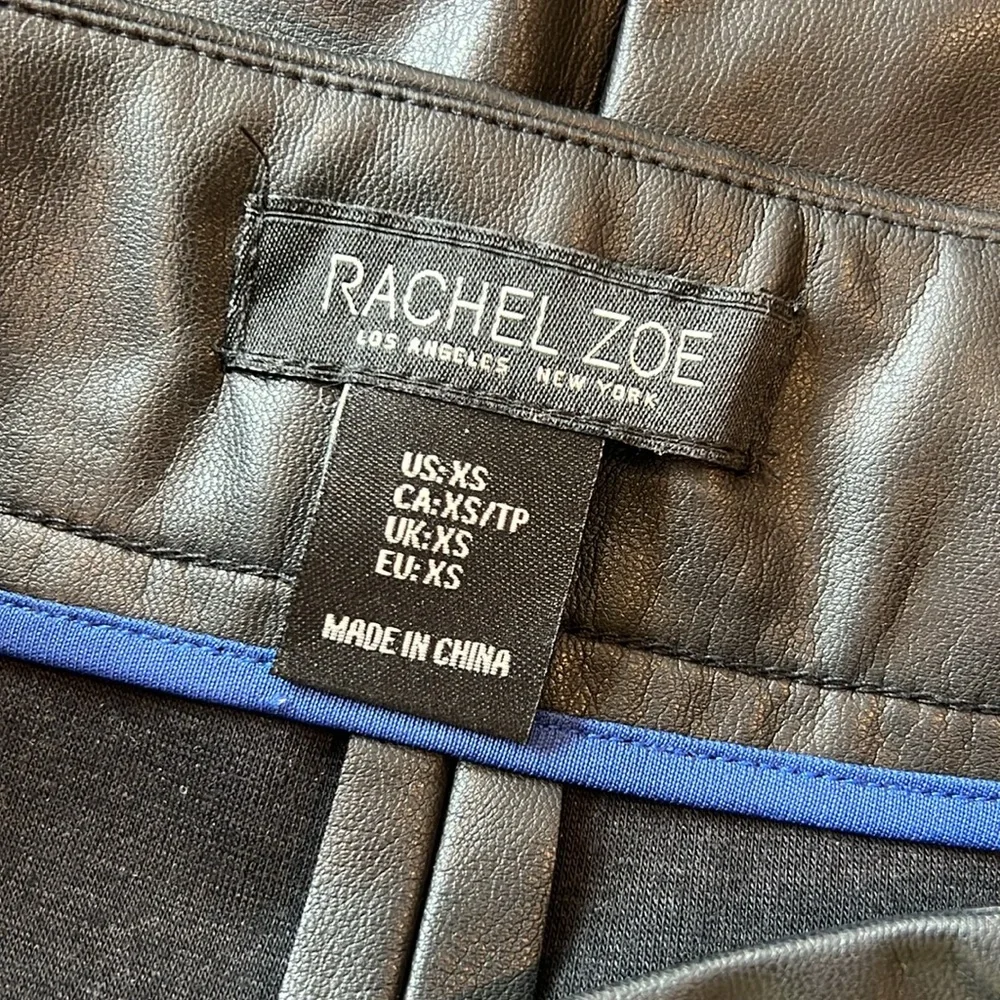 RACHEL ZOE
LOS ANGELES NEW YORK
US:XS
CA:XS/TP
UK:XS
EU:XS
MADE IN CHINA